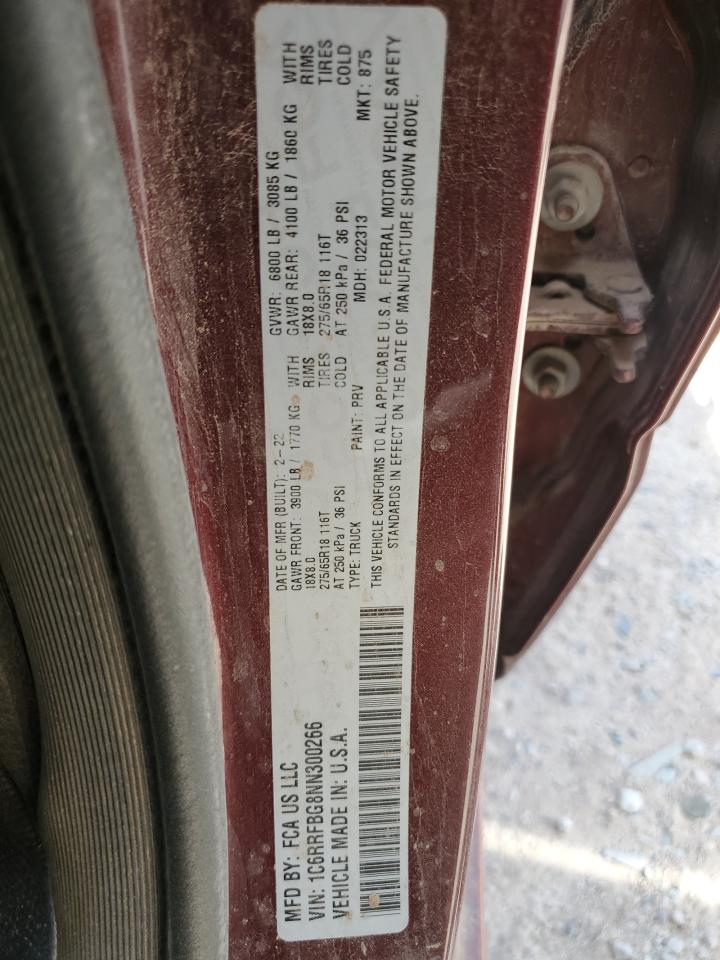 MFD BY: FCA US LLC
VIN: 1C6RRFBG8NN300266
VEHICLE MADE IN: U.S.A.
DATE OF MFR (BUILT): 2-22 GVWR: 6800 LB / 3085 KG
GAWR FRONT: 3900 LB / 1770 KG WITH GAWR REAR: 4100 LB / 1860 KG WITH
18X8.0 RIMS 18X8.0 RIMS
275/65R18 116T TIRES 275/65R18 116T TIRES
AT 250 kPa / 36 PSI COLD AT 250 kPa / 36 PSI COLD
TYPE: TRUCK PAINT: PRV MDH: 022313 MKT: 875
THIS VEHICLE CONFORMS TO ALL APPLICABLE U.S.A. FEDERAL MOTOR VEHICLE SAFETY
STANDARDS IN EFFECT ON THE DATE OF MANUFACTURE SHOWN ABOVE.